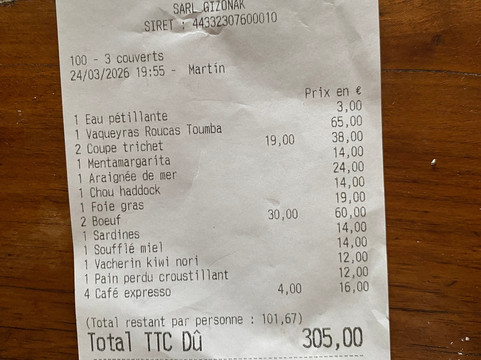 SARL GIZONAK
SIRET : 44332307600010
100 - 3 couverts
24/03/2026 19:55 - Martin
Prix en €
1 Eau pétillante 3,00
1 Vaqueyras Roucas Toumba 65,00
2 Coupe trichet 19,00 38,00
1 Mentamargarita 14,00
1 Araignée de mer 24,00
1 Chou haddock 14,00
1 Foie gras 19,00
2 Boeuf 30,00 60,00
1 Sardines 14,00
1 Soufflé miel 14,00
1 Vacherin kiwi nori 12,00
1 Pain perdu croustillant 12,00
4 Café expresso 4,00 16,00
(Total restant par personne : 101,67)
Total TTC Dû 305,00